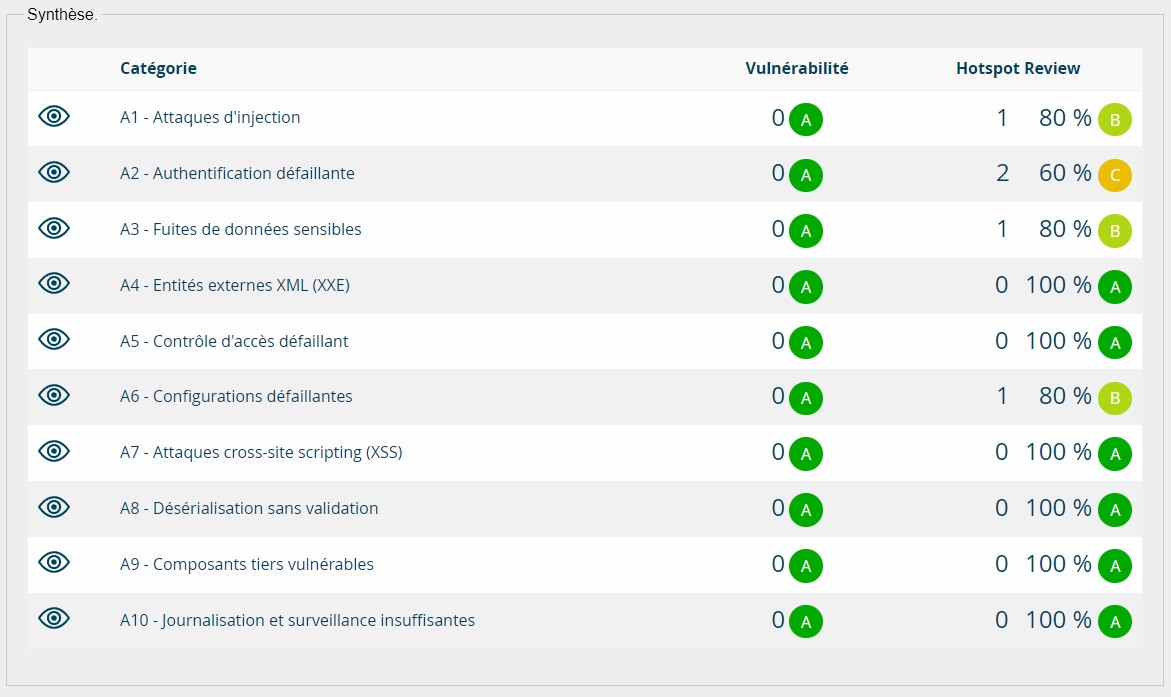 Synthèse.
Catégorie Vulnérabilité Hotspot Review
A1 - Attaques d'injection 0 A 1 80 % B
A2 - Authentification défaillante 0 A 2 60 % C
A3 - Fuites de données sensibles 0 A 1 80 % B
A4 - Entités externes XML (XXE) 0 A 0 100 % A
A5 - Contrôle d'accès défaillant 0 A 0 100 % A
A6 - Configurations défaillantes 0 A 1 80 % B
A7 - Attaques cross-site scripting (XSS) 0 A 0 100 % A
A8 - Désérialisation sans validation 0 A 0 100 % A
A9 - Composants tiers vulnérables 0 A 0 100 % A
A10 - Journalisation et surveillance insuffisantes 0 A 0 100 % A